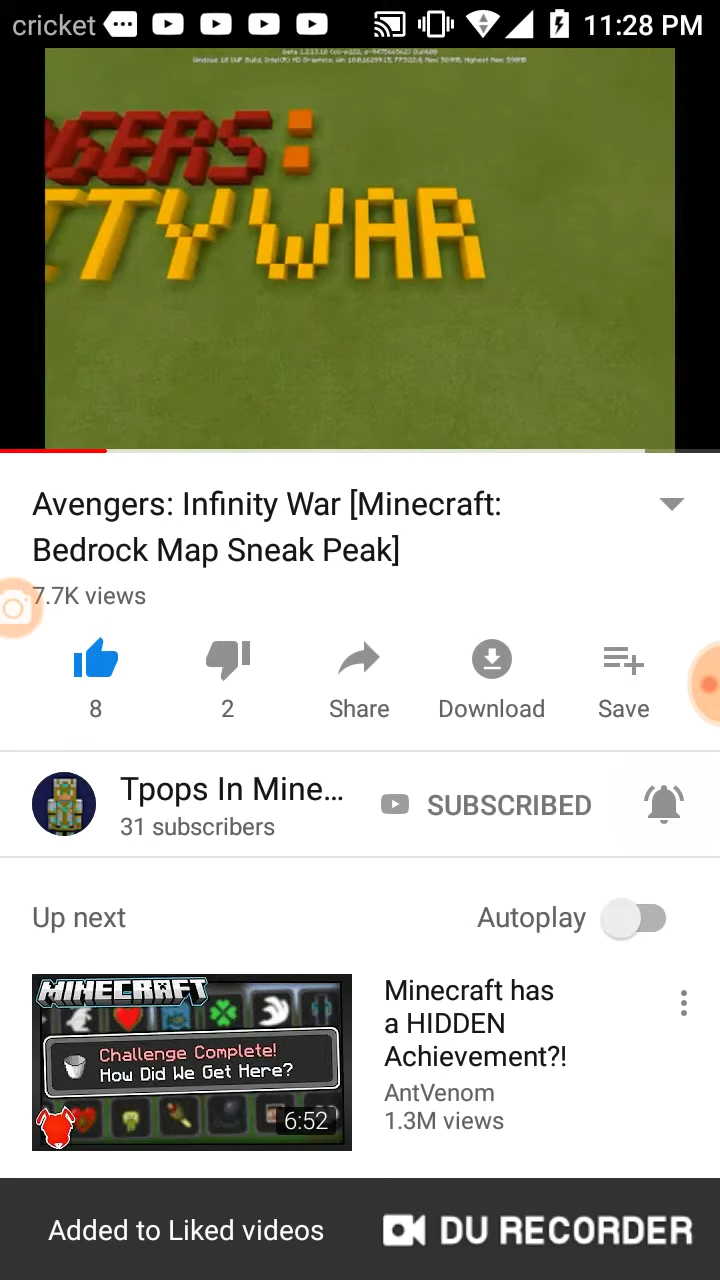 cricket 11:28 PM
GERS:
TYWAR
Avengers: Infinity War [Minecraft:
Bedrock Map Sneak Peak]
7.7K views
8 2 Share Download Save
Tpops In Mine... SUBSCRIBED
31 subscribers
Up next Autoplay
MINECRAFT
Challenge Complete!
How Did We Get Here?
6:52
Minecraft has
a HIDDEN
Achievement?!
AntVenom
1.3M views
Added to Liked videos DU RECORDER